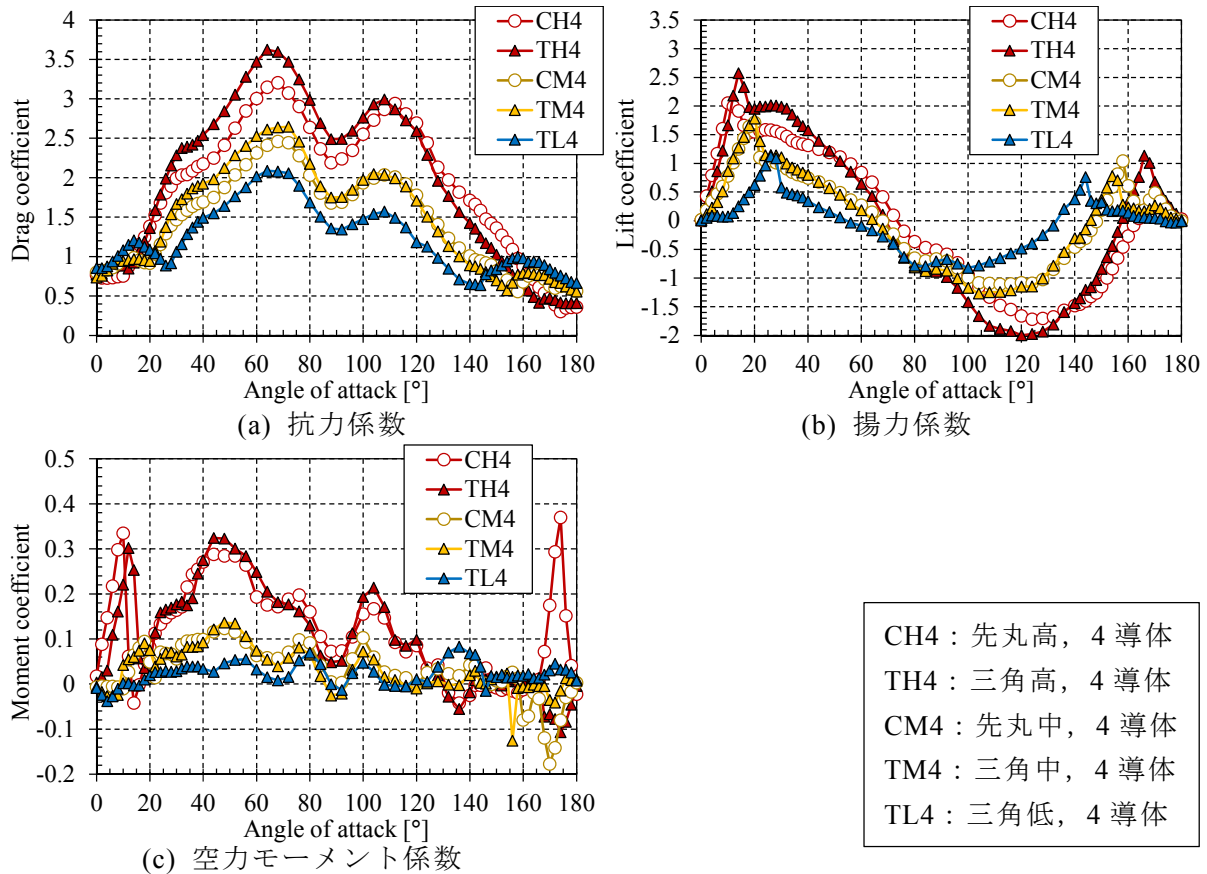 Drag coefficient
4
3.5
3
2.5
2
1.5
1
0.5
0
0 20 40 60 80 100 120 140 160 180
Angle of attack [°]
CH4
TH4
CM4
TM4
TL4
(a) 抗力係数
Lift coefficient
3.5
3
2.5
2
1.5
1
0.5
0
-0.5
-1
-1.5
-2
0 20 40 60 80 100 120 140 160 180
Angle of attack [°]
CH4
TH4
CM4
TM4
TL4
(b) 揚力係数
Moment coefficient
0.5
0.4
0.3
0.2
0.1
0
-0.1
-0.2
0 20 40 60 80 100 120 140 160 180
Angle of attack [°]
CH4
TH4
CM4
TM4
TL4
(c) 空力モーメント係数
CH4：先丸高，4 導体
TH4：三角高，4 導体
CM4：先丸中，4 導体
TM4：三角中，4 導体
TL4：三角低，4 導体